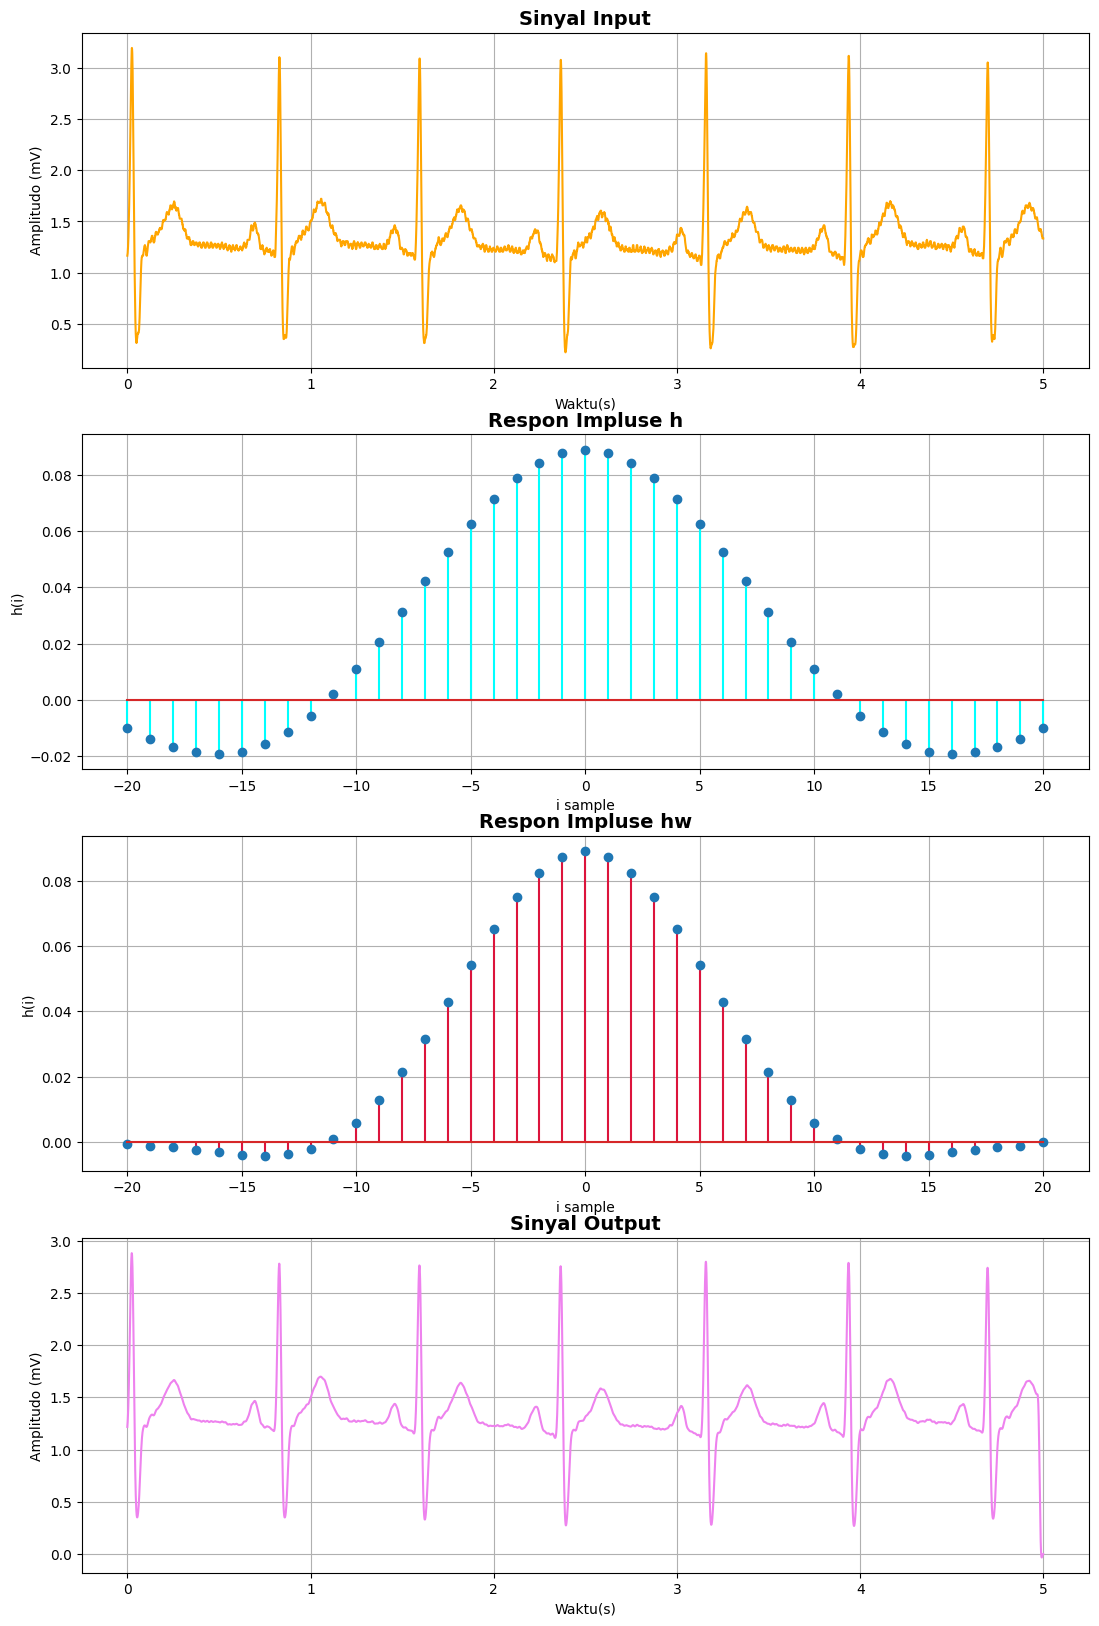 Sinyal Input
Amplitudo (mV)
3.0
2.5
2.0
1.5
1.0
0.5
0 1 2 3 4 5
Waktu(s)
Respon Impluse h
h(i)
0.08
0.06
0.04
0.02
0.00
−0.02
−20 −15 −10 −5 0 5 10 15 20
i sample
Respon Impluse hw
h(i)
0.08
0.06
0.04
0.02
0.00
−20 −15 −10 −5 0 5 10 15 20
i sample
Sinyal Output
Amplitudo (mV)
3.0
2.5
2.0
1.5
1.0
0.5
0.0
0 1 2 3 4 5
Waktu(s)